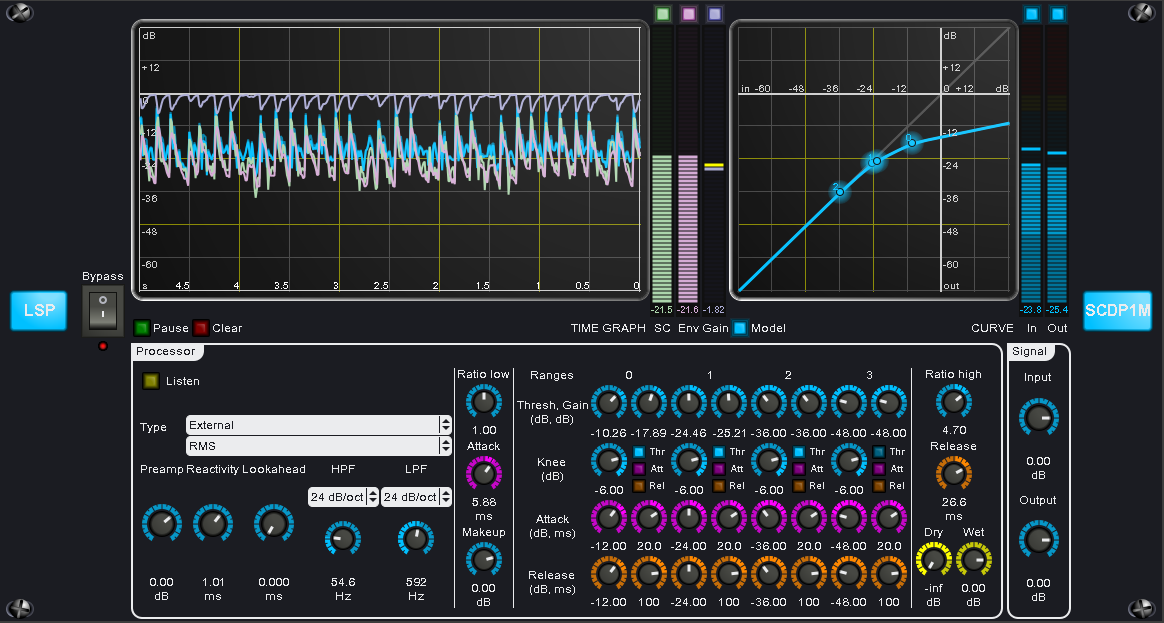 dB
+12
0
-12
-24
-36
-48
-60
s 4.5 4 3.5 3 2.5 2 1.5 1 0.5 0
dB
+12
in -60 -48 -36 -24 -12 0 +12 dB
-12
-24
-36
-48
-60
out
0
2
-21.5 -21.6 -1.82
-23.8 -25.4
Bypass
LSP
SCDP1M
Pause Clear
TIME GRAPH SC Env Gain Model
CURVE In Out
Processor
Signal
Listen
Type
External
RMS
Preamp Reactivity Lookahead HPF LPF
24 dB/oct 24 dB/oct
0.00 1.01 0.000 54.6 592
dB ms ms Hz Hz
Ratio low
1.00
Attack
5.88
ms
Makeup
0.00
dB
Ranges 0 1 2 3
Thresh, Gain
(dB, dB)
-10.26 -17.89 -24.46 -25.21 -36.00 -36.00 -48.00 -48.00
Knee
(dB)
Thr Thr Thr Thr
Att Att Att Att
Rel Rel Rel Rel
-6.00 -6.00 -6.00 -6.00
Attack
(dB, ms)
-12.00 20.0 -24.00 20.0 -36.00 20.0 -48.00 20.0
Release
(dB, ms)
-12.00 100 -24.00 100 -36.00 100 -48.00 100
Ratio high
4.70
Release
26.6
ms
Dry Wet
-inf 0.00
dB dB
Input
0.00
dB
Output
0.00
dB